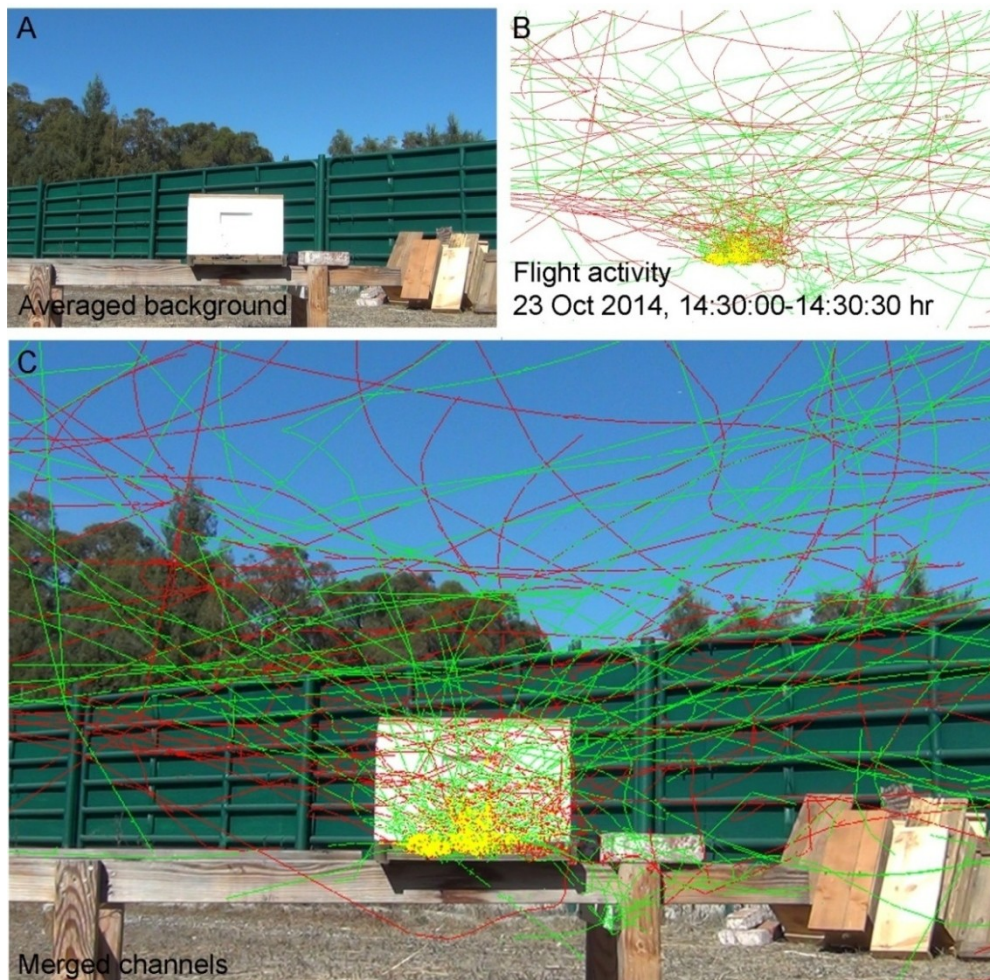 A
Averaged background
B
Flight activity
23 Oct 2014, 14:30:00-14:30:30 hr
C
Merged channels